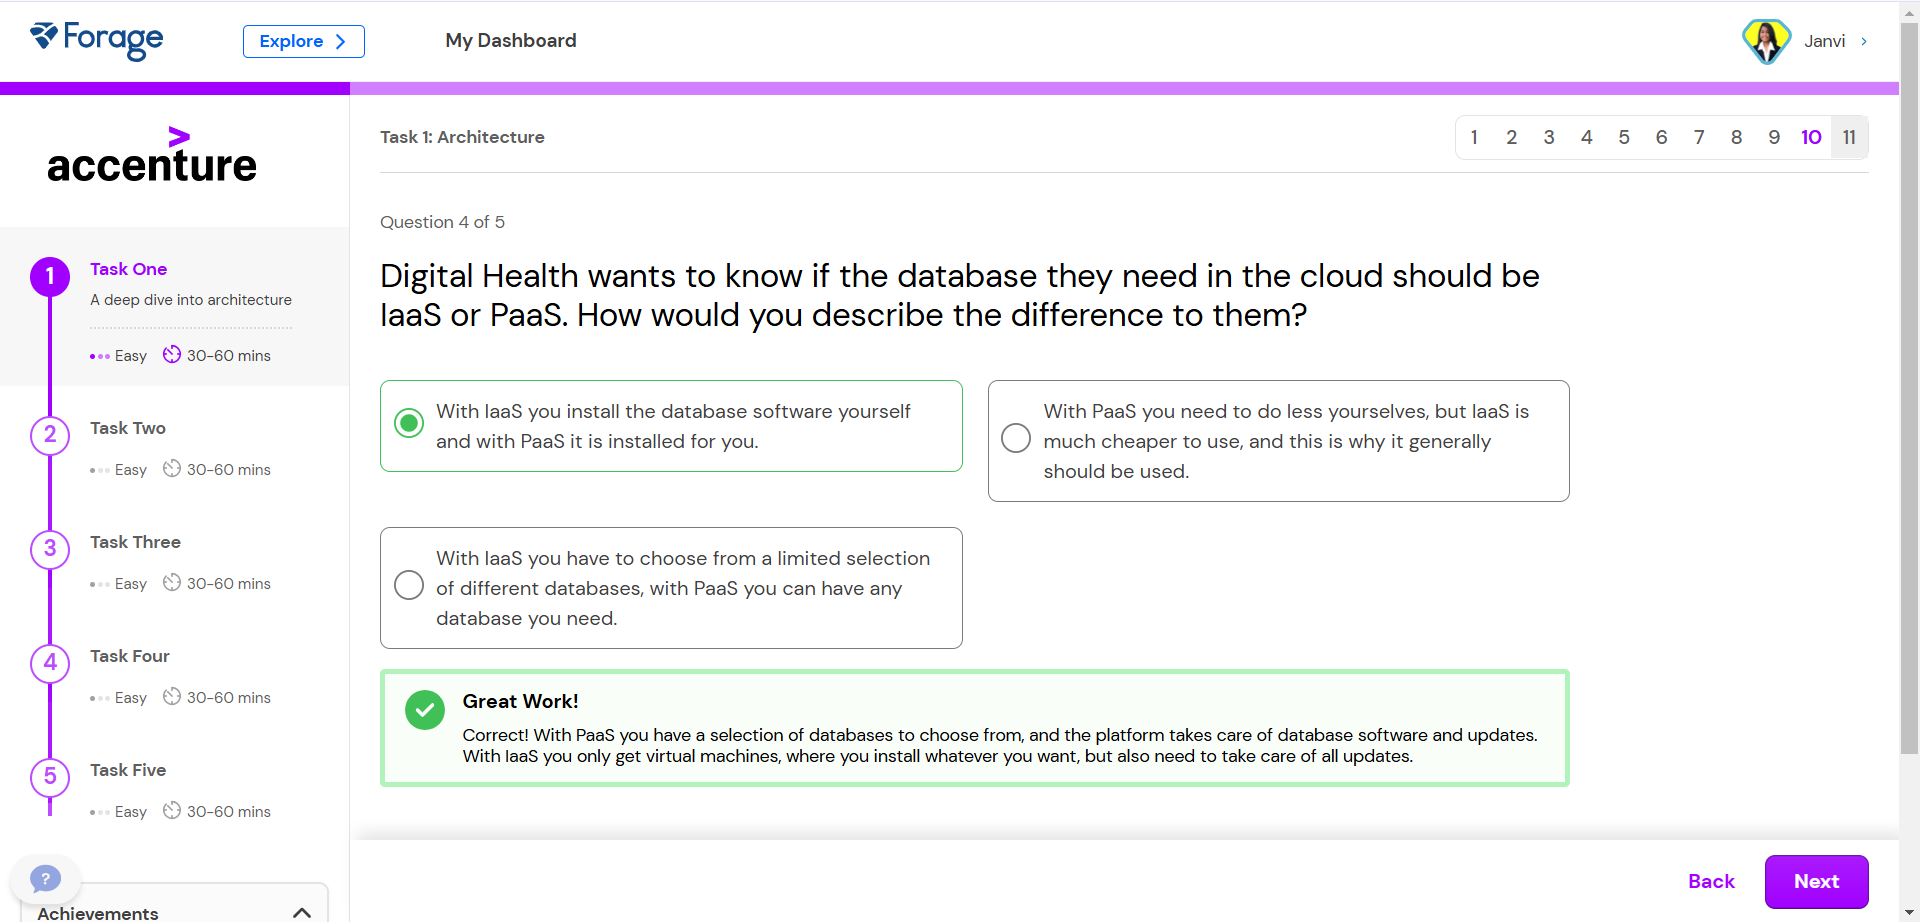 Forage
Explore
My Dashboard
Janvi
accenture
Task 1: Architecture
1 2 3 4 5 6 7 8 9 10 11
1
Task One
A deep dive into architecture
Easy 30-60 mins
2
Task Two
Easy 30-60 mins
3
Task Three
Easy 30-60 mins
4
Task Four
Easy 30-60 mins
5
Task Five
Easy 30-60 mins
?
Achievements
Question 4 of 5
Digital Health wants to know if the database they need in the cloud should be
IaaS or PaaS. How would you describe the difference to them?
With IaaS you install the database software yourself
and with PaaS it is installed for you.
With PaaS you need to do less yourselves, but IaaS is
much cheaper to use, and this is why it generally
should be used.
With IaaS you have to choose from a limited selection
of different databases, with PaaS you can have any
database you need.
Great Work!
Correct! With PaaS you have a selection of databases to choose from, and the platform takes care of database software and updates.
With IaaS you only get virtual machines, where you install whatever you want, but also need to take care of all updates.
Back
Next